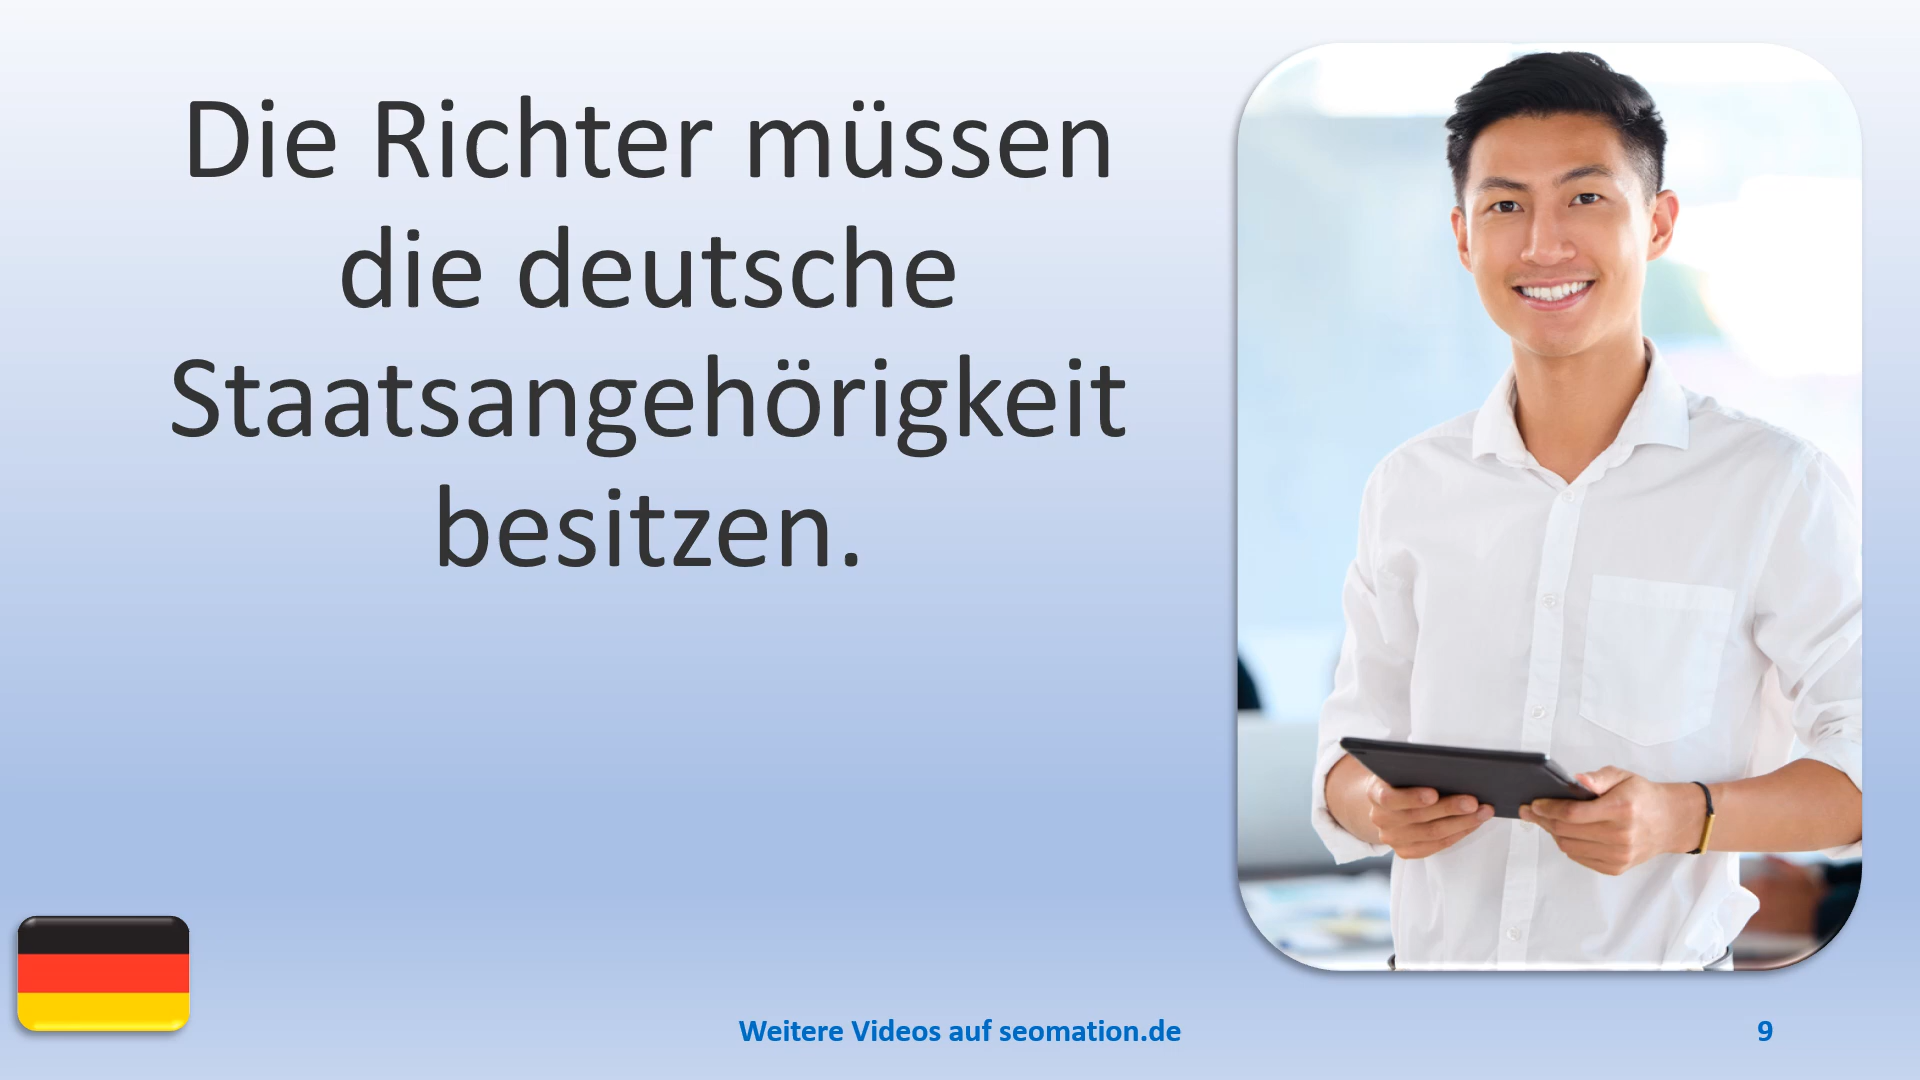 Die Richter müssen
die deutsche
Staatsangehörigkeit
besitzen.
Weitere Videos auf seomation.de
9